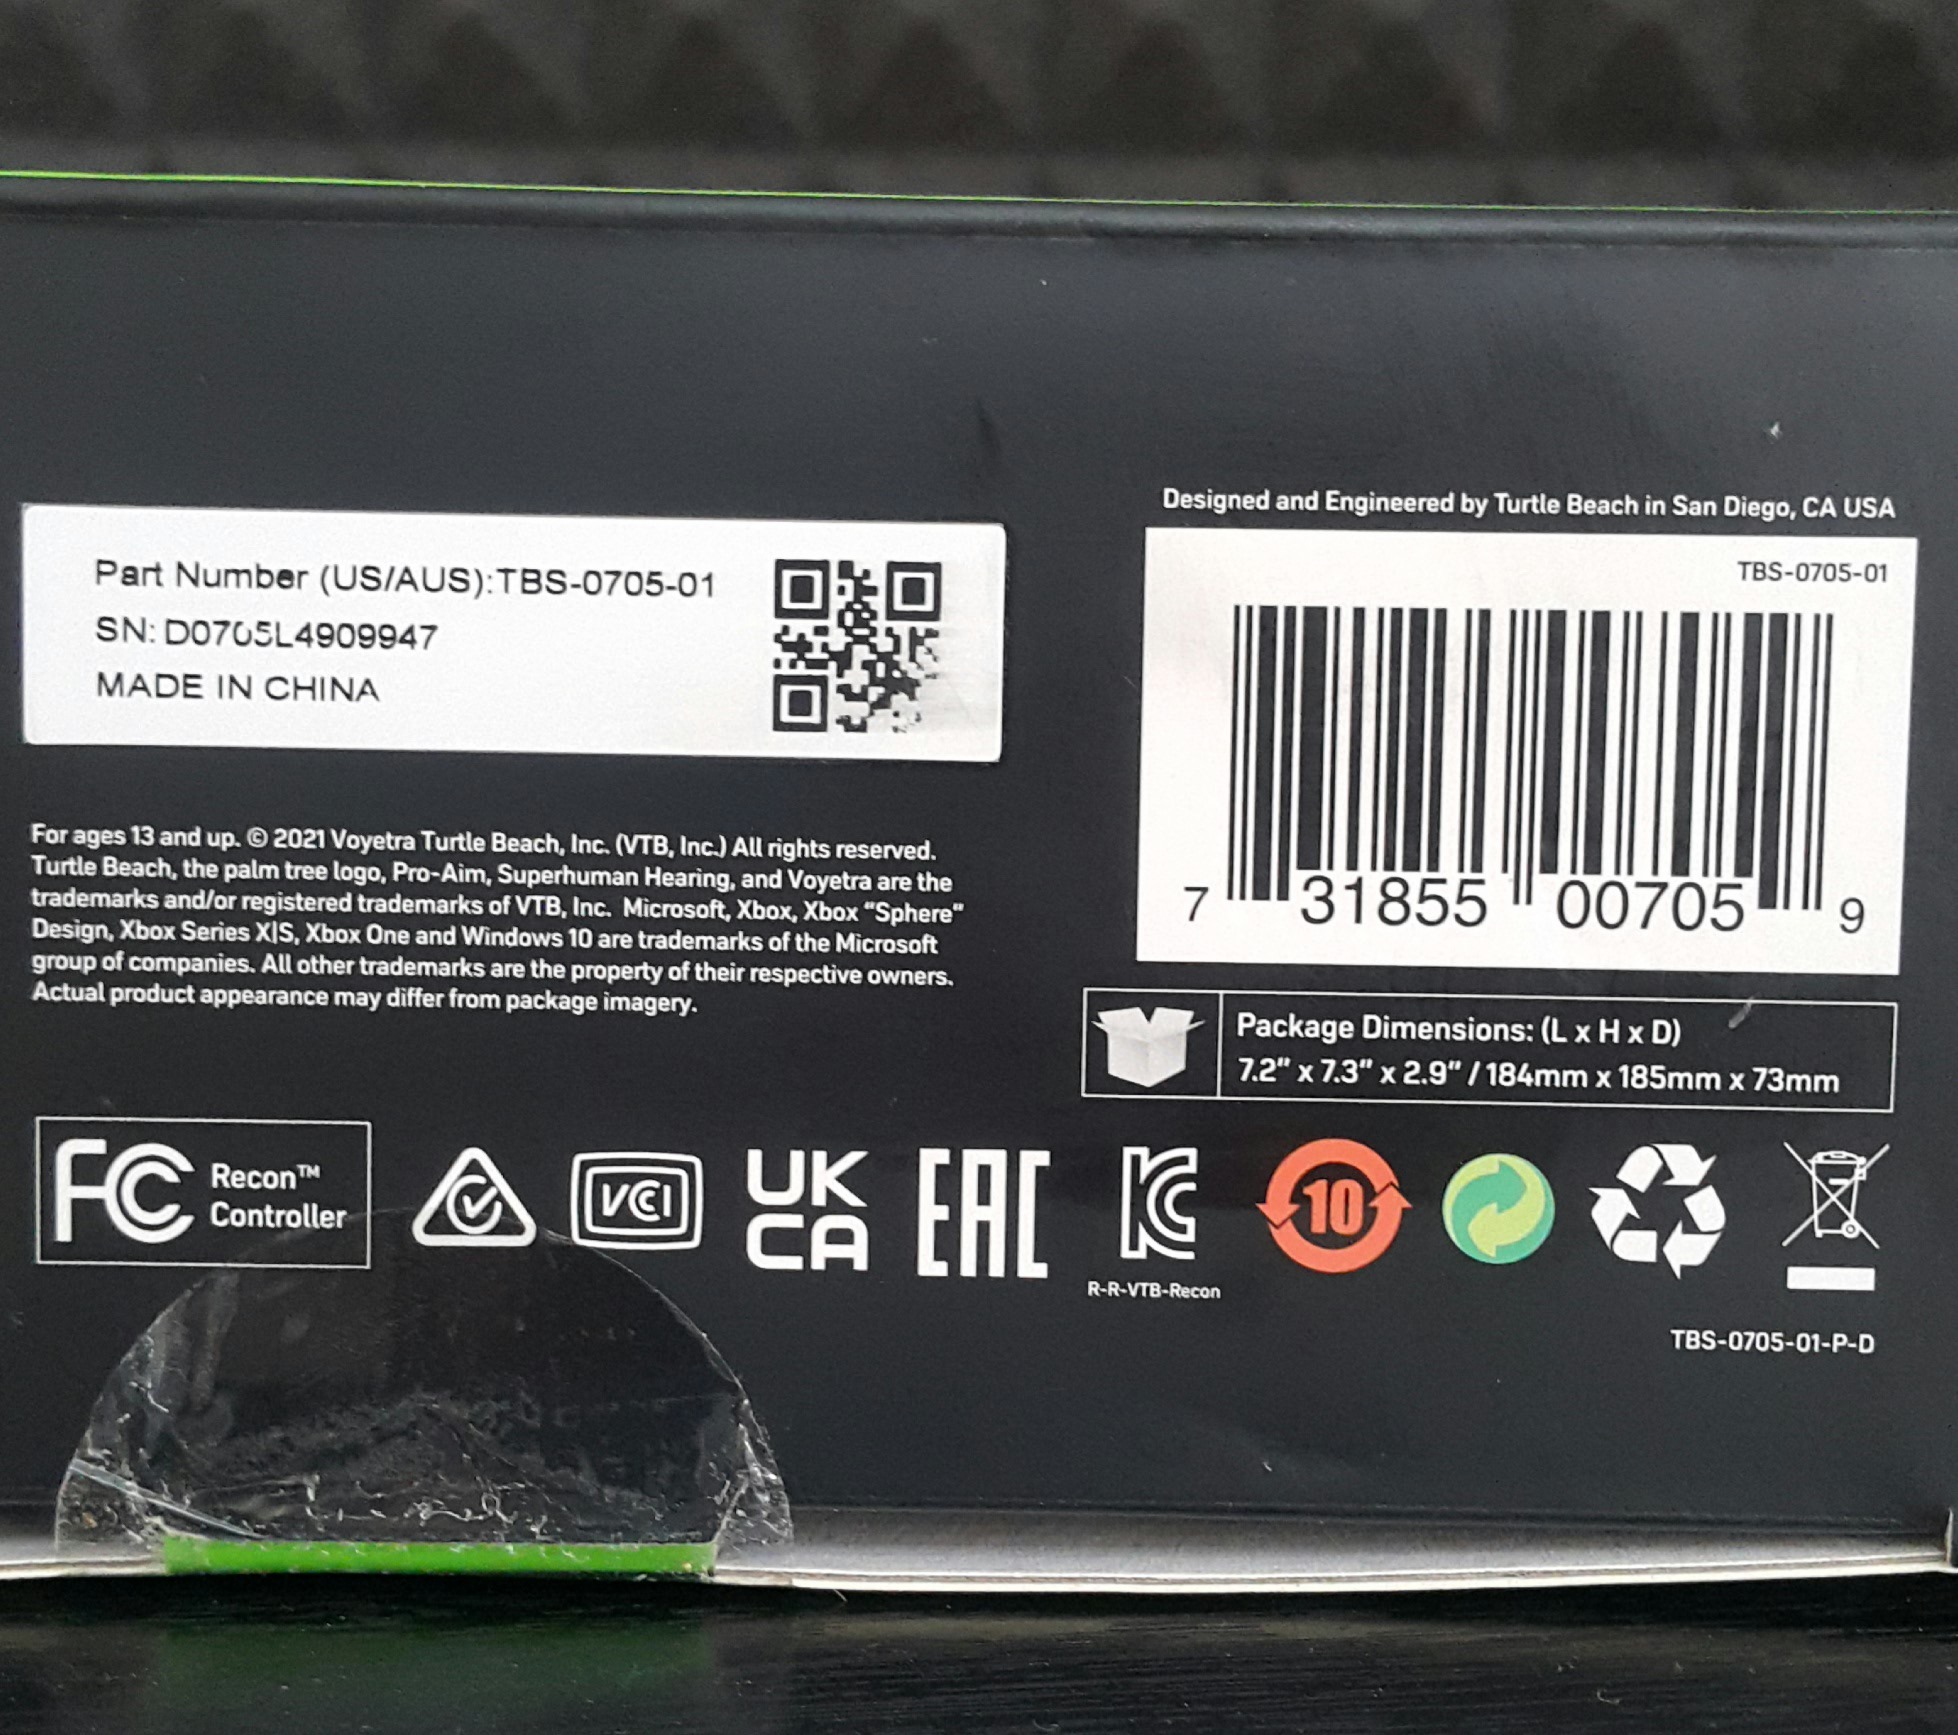 Part Number (US/AUS):TBS-0705-01
SN: D0705L4909947
MADE IN CHINA
Designed and Engineered by Turtle Beach in San Diego, CA USA
TBS-0705-01
7 31855 00705 9
For ages 13 and up. © 2021 Voyetra Turtle Beach, Inc. (VTB, Inc.) All rights reserved.
Turtle Beach, the palm tree logo, Pro-Aim, Superhuman Hearing, and Voyetra are the
trademarks and/or registered trademarks of VTB, Inc. Microsoft, Xbox, Xbox “Sphere”
Design, Xbox Series X|S, Xbox One and Windows 10 are trademarks of the Microsoft
group of companies. All other trademarks are the property of their respective owners.
Actual product appearance may differ from package imagery.
Package Dimensions: (L x H x D)
7.2" x 7.3" x 2.9" / 184mm x 185mm x 73mm
FC Recon™
Controller
VCI
UK
CA
EAC
KC
R-R-VTB-Recon
10
TBS-0705-01-P-D